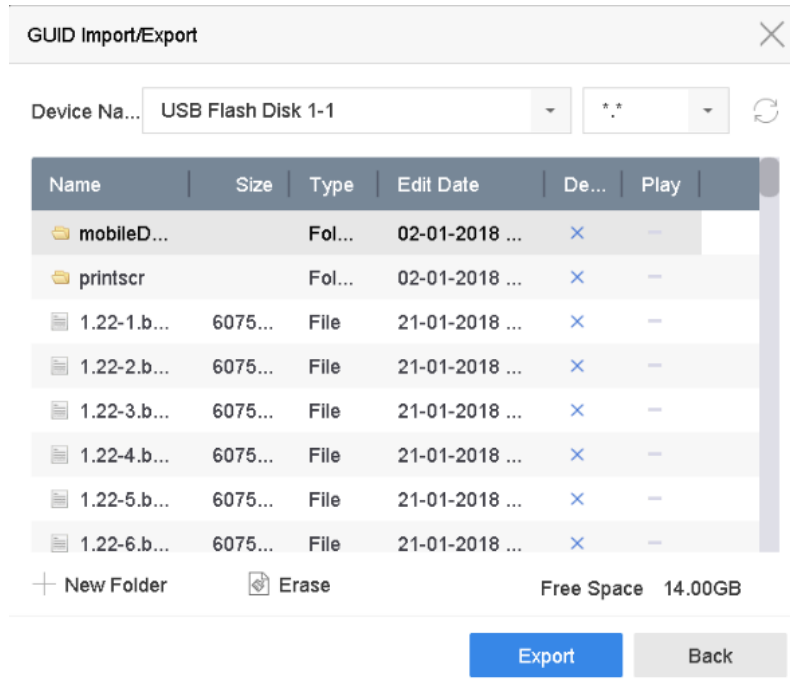 GUID Import/Export
Device Na... USB Flash Disk 1-1 *.*
Name Size Type Edit Date De... Play
mobileD... Fol... 02-01-2018 ...
printscr Fol... 02-01-2018 ...
1.22-1.b... 6075... File 21-01-2018 ...
1.22-2.b... 6075... File 21-01-2018 ...
1.22-3.b... 6075... File 21-01-2018 ...
1.22-4.b... 6075... File 21-01-2018 ...
1.22-5.b... 6075... File 21-01-2018 ...
1.22-6.b... 6075... File 21-01-2018 ...
New Folder Erase Free Space 14.00GB
Export Back